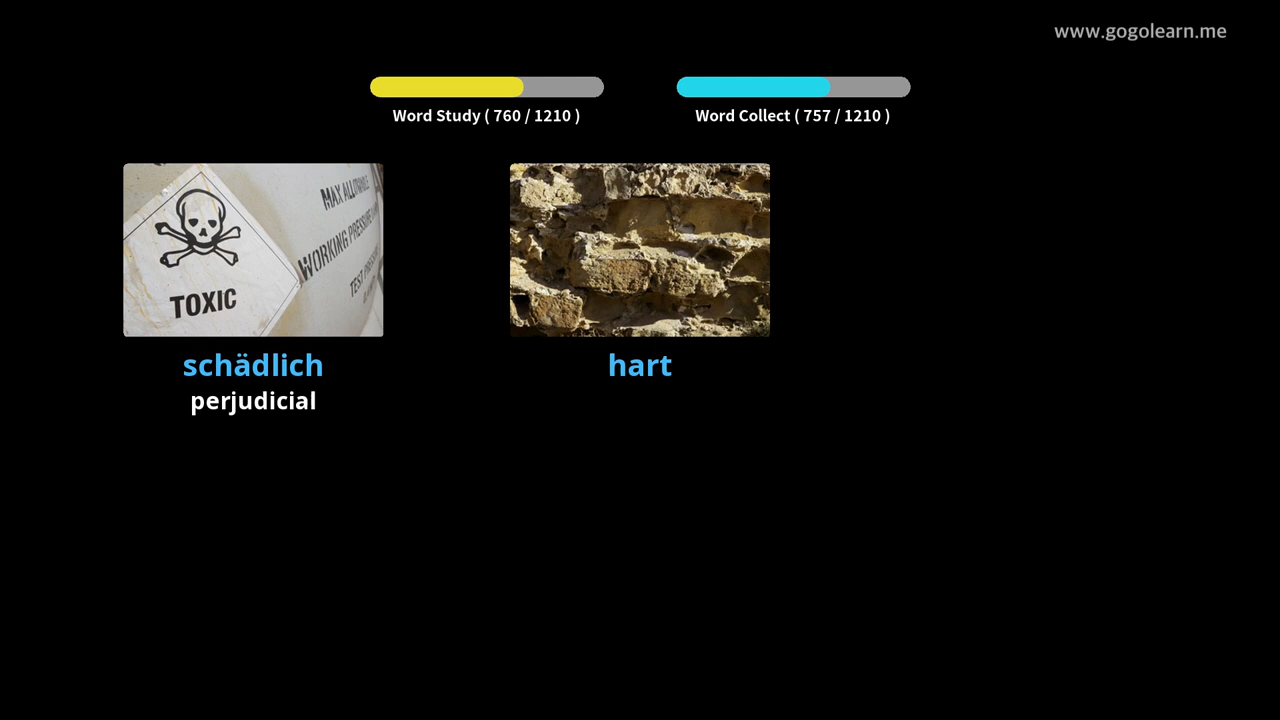 www.gogolearn.me
Word Study ( 760 / 1210 )
Word Collect ( 757 / 1210 )
TOXIC
MAX ALLOWABLE
WORKING PRESSURE
TEST
schädlich
hart
perjudicial